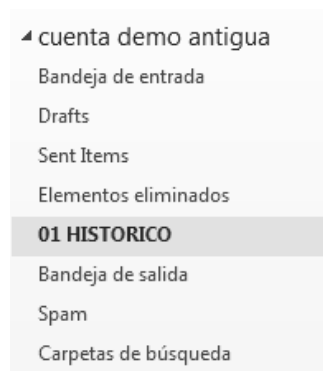 cuenta demo antigua
Bandeja de entrada
Drafts
Sent Items
Elementos eliminados
01 HISTORICO
Bandeja de salida
Spam
Carpetas de búsqueda